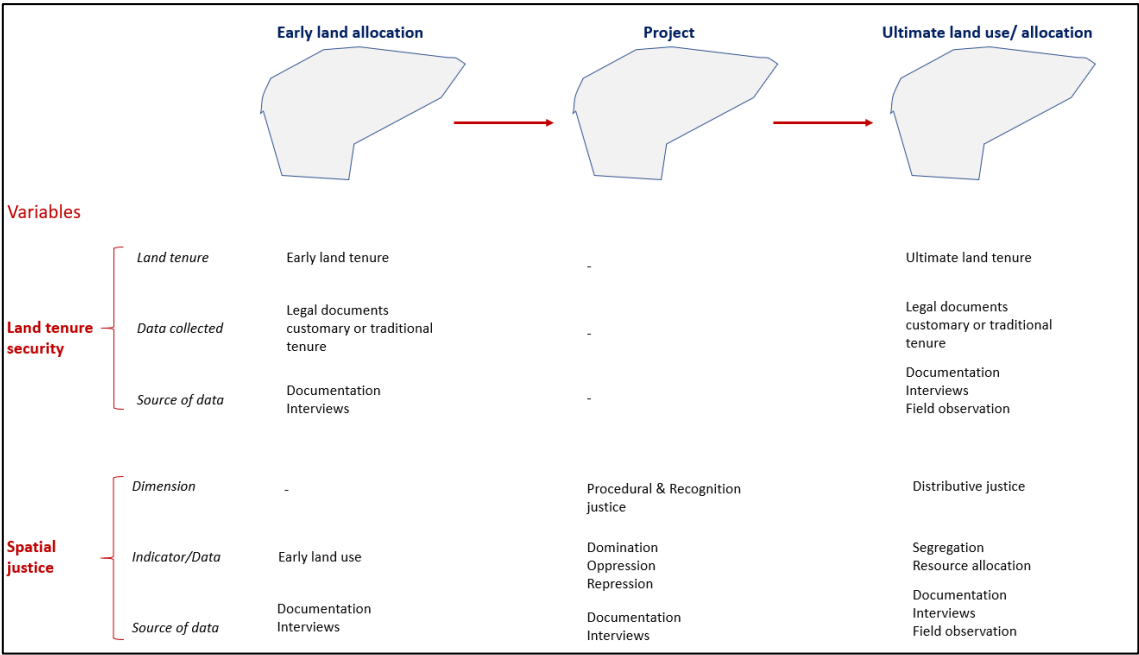 Early land allocation
Project
Ultimate land use/ allocation
Variables
Land tenure
Early land tenure
-
Ultimate land tenure
Land tenure
security
Data collected
Legal documents
customary or traditional
tenure
-
Legal documents
customary or traditional
tenure
Source of data
Documentation
Interviews
-
Documentation
Interviews
Field observation
Dimension
-
Procedural & Recognition
justice
Distributive justice
Spatial
justice
Indicator/Data
Early land use
Domination
Oppression
Repression
Segregation
Resource allocation
Source of data
Documentation
Interviews
Documentation
Interviews
Documentation
Interviews
Field observation